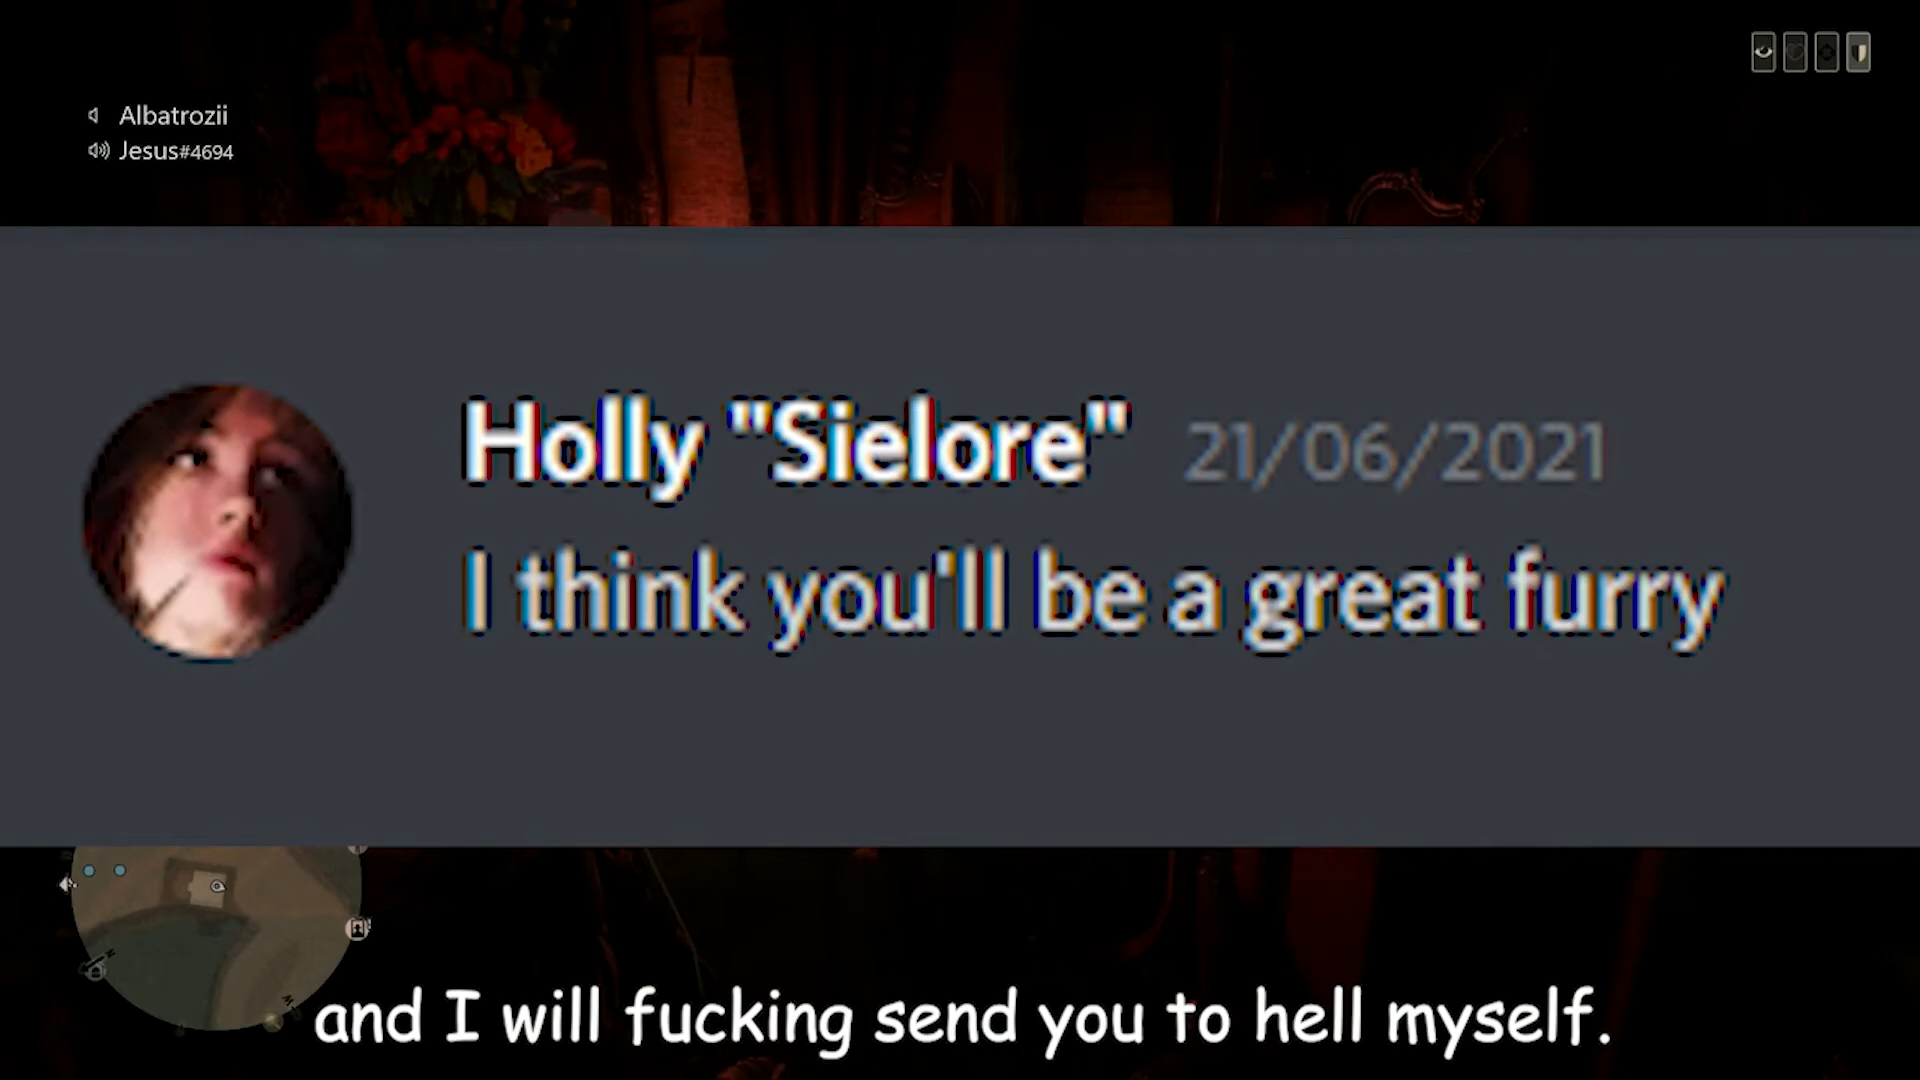 Albatrozii
Jesus#4694
Holly "Sielore" 21/06/2021
I think you'll be a great furry
and I will fucking send you to hell myself.